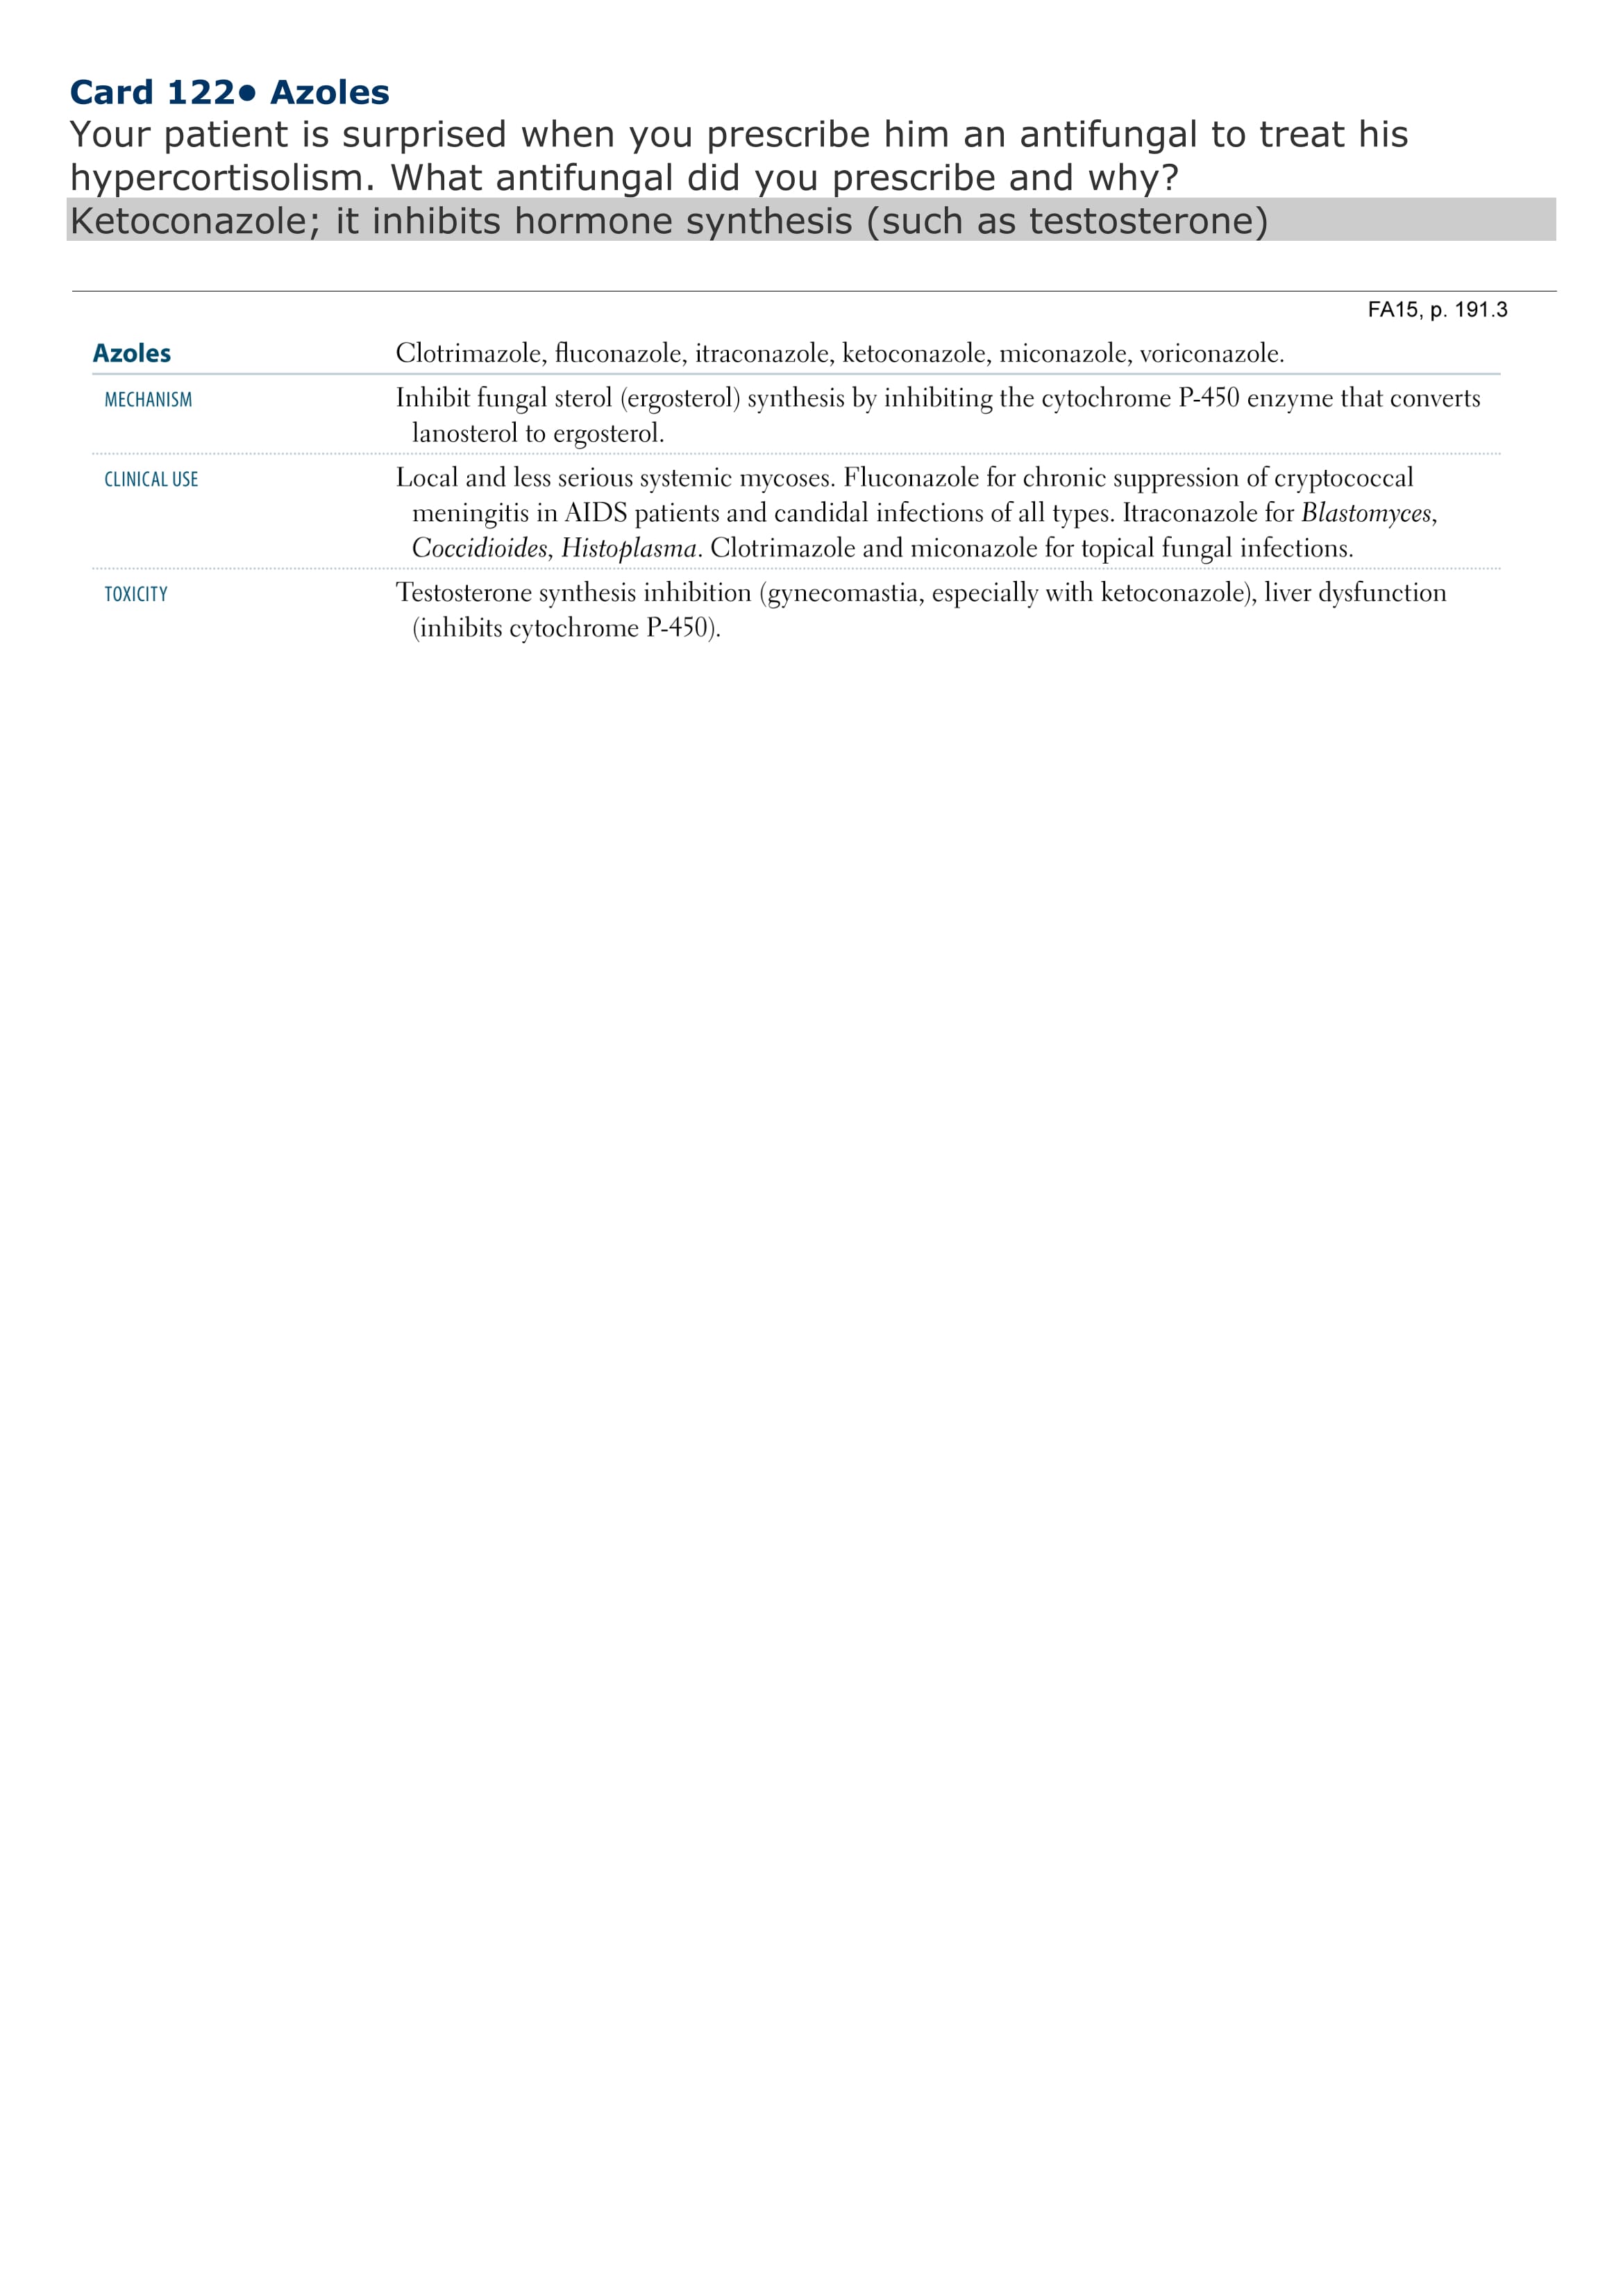 Card 122• Azoles
Your patient is surprised when you prescribe him an antifungal to treat his
hypercortisolism. What antifungal did you prescribe and why?
Ketoconazole; it inhibits hormone synthesis (such as testosterone)
FA15, p. 191.3
Azoles Clotrimazole, fluconazole, itraconazole, ketoconazole, miconazole, voriconazole.
MECHANISM Inhibit fungal sterol (ergosterol) synthesis by inhibiting the cytochrome P-450 enzyme that converts
lanosterol to ergosterol.
CLINICAL USE Local and less serious systemic mycoses. Fluconazole for chronic suppression of cryptococcal
meningitis in AIDS patients and candidal infections of all types. Itraconazole for Blastomyces,
Coccidioides, Histoplasma. Clotrimazole and miconazole for topical fungal infections.
TOXICITY Testosterone synthesis inhibition (gynecomastia, especially with ketoconazole), liver dysfunction
(inhibits cytochrome P-450).